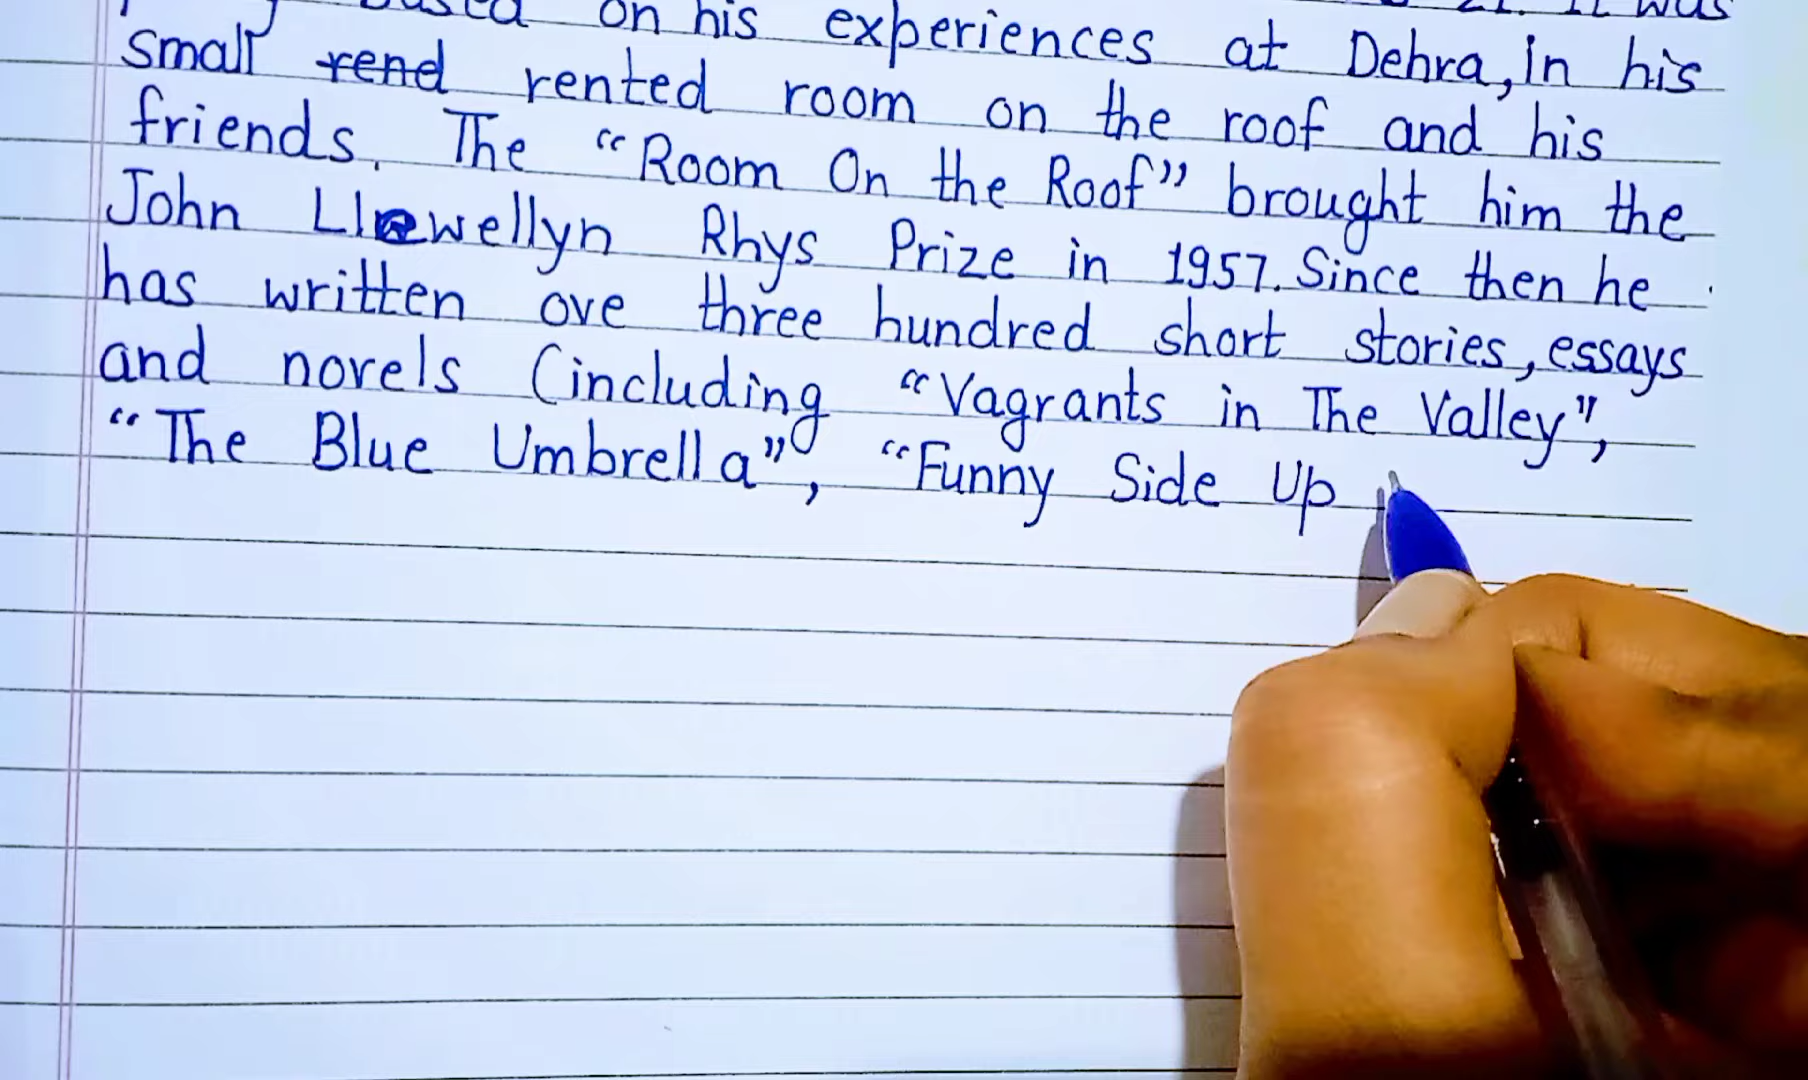 on his experiences at Dehra, in his
small rend rented room on the roof and his
friends. The “Room On the Roof” brought him the
John Llewellyn Rhys Prize in 1957. Since then he
has written ove three hundred short stories, essays
and novels (including “Vagrants in The Valley”,
“The Blue Umbrella”, “Funny Side Up